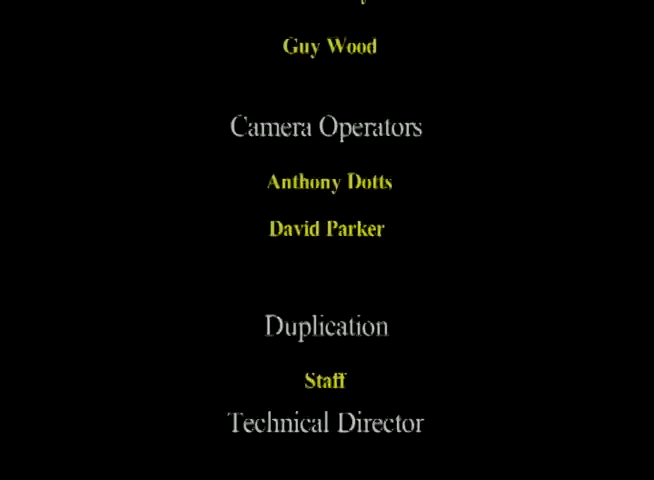 Guy Wood
Camera Operators
Anthony Dotts
David Parker
Duplication
Staff
Technical Director